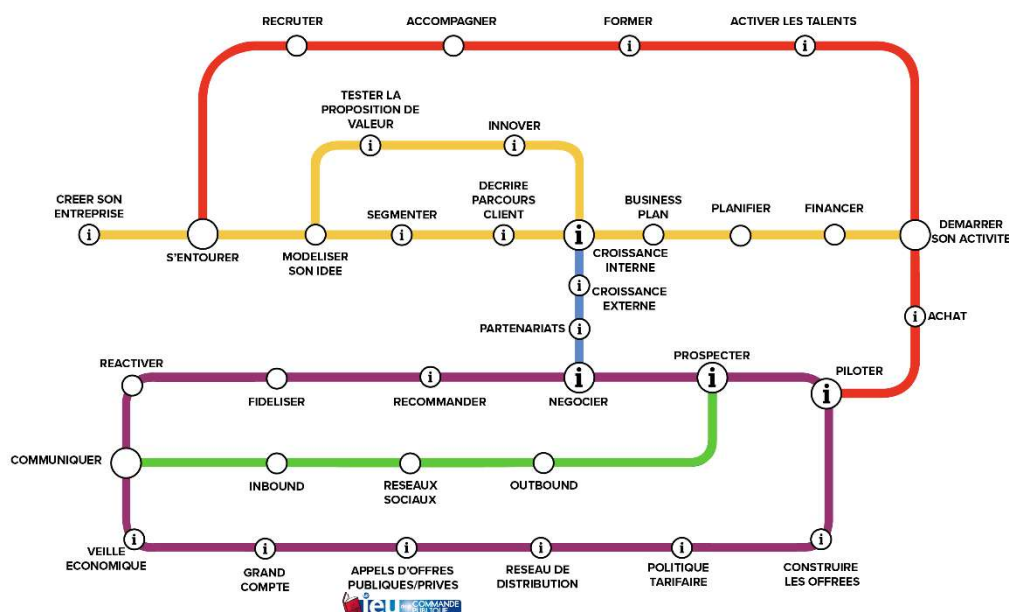 RECRUTER
ACCOMPAGNER
FORMER
ACTIVER LES TALENTS
TESTER LA
PROPOSITION DE
VALEUR
INNOVER
CREER SON
ENTREPRISE
S'ENTOURER
MODELISER
SON IDEE
SEGMENTER
DECRIRE
PARCOURS
CLIENT
CROISSANCE
INTERNE
BUSINESS
PLAN
PLANIFIER
FINANCER
DEMARRER
SON ACTIVITE
CROISSANCE
EXTERNE
PARTENARIATS
ACHAT
REACTIVER
FIDELISER
RECOMMANDER
NEGOCIER
PROSPECTER
PILOTER
COMMUNIQUER
INBOUND
RESEAUX
SOCIAUX
OUTBOUND
VEILLE
ECONOMIQUE
GRAND
COMPTE
APPELS D'OFFRES
PUBLIQUES/PRIVES
RESEAU DE
DISTRIBUTION
POLITIQUE
TARIFAIRE
CONSTRUIRE
LES OFFREES
jeu
COMMANDE
PUBLIQUE